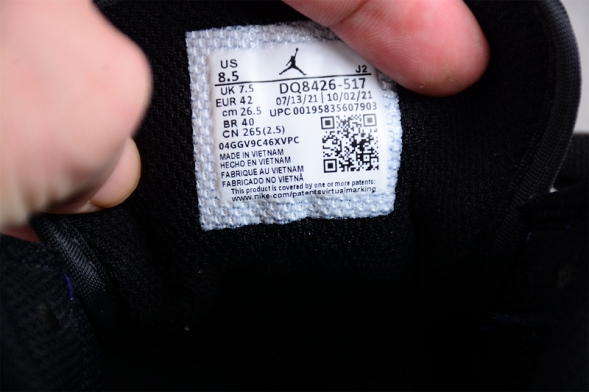 US
8.5
J2
UK 7.5
DQ8426-517
EUR 42
07/13/21 | 10/02/21
cm 26.5
UPC 00195835607903
BR 40
CN 265(2.5)
04GGV9C46XVPC
MADE IN VIETNAM
HECHO EN VIETNAM
FABRIQUE AU VIETNAM
FABRICADO NO VIETNÃ
This product is covered by one or more patents:
www.nike.com/patentsvirtualmarking